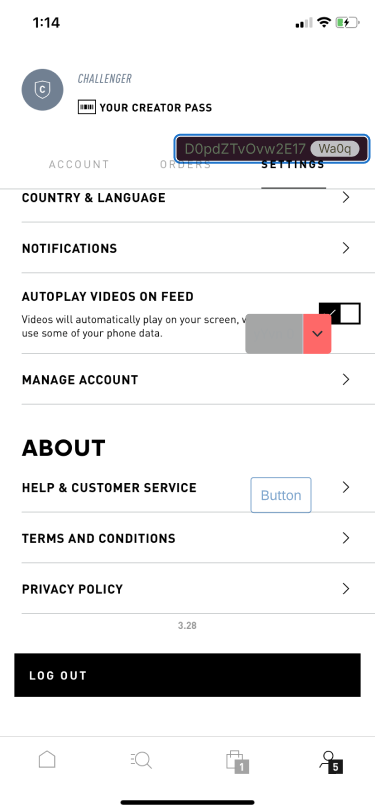 1:14
C
CHALLENGER
YOUR CREATOR PASS
D0pdZTvOvw2E17 Wa0q
ACCOUNT ORDERS SETTINGS
COUNTRY & LANGUAGE
NOTIFICATIONS
AUTOPLAY VIDEOS ON FEED
Videos will automatically play on your screen,
use some of your phone data.
MANAGE ACCOUNT
ABOUT
HELP & CUSTOMER SERVICE
Button
TERMS AND CONDITIONS
PRIVACY POLICY
3.28
LOG OUT
1 5